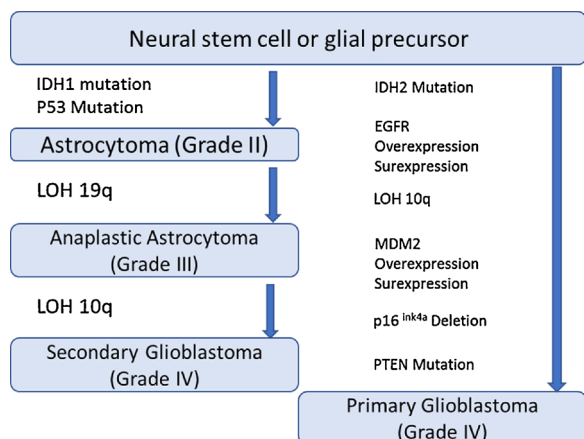 Neural stem cell or glial precursor
IDH1 mutation
P53 Mutation
Astrocytoma (Grade II)
LOH 19q
Anaplastic Astrocytoma
(Grade III)
LOH 10q
Secondary Glioblastoma
(Grade IV)
IDH2 Mutation
EGFR
Overexpression
Surexpression
LOH 10q
MDM2
Overexpression
Surexpression
p16 ink4a Deletion
PTEN Mutation
Primary Glioblastoma
(Grade IV)